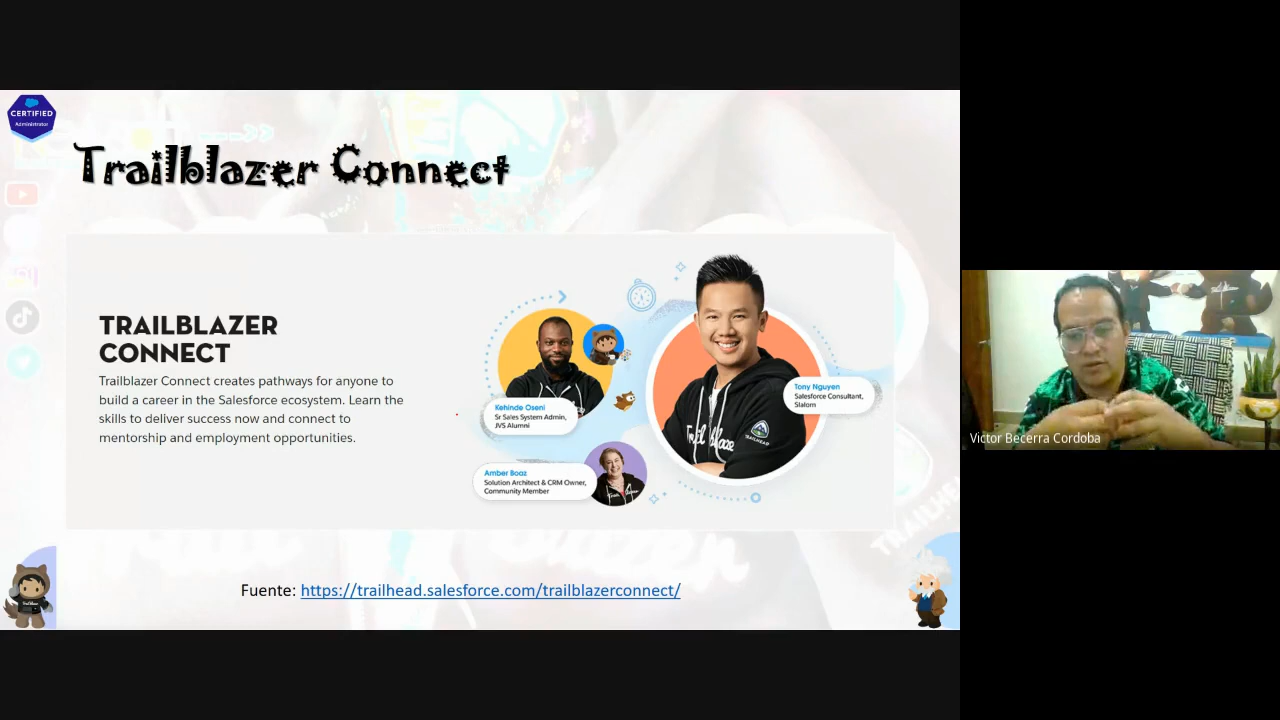 CERTIFIED
Administrator
Trailblazer Connect
TRAILBLAZER
CONNECT
Trailblazer Connect creates pathways for anyone to
build a career in the Salesforce ecosystem. Learn the
skills to deliver success now and connect to
mentorship and employment opportunities.
Kehinde Oseni
Sr Sales System Admin,
JVS Alumni
Tony Nguyen
Salesforce Consultant,
Slalom
TRAILHEAD
Amber Boaz
Solution Architect & CRM Owner,
Community Member
TRAILHEAD
Fuente: https://trailhead.salesforce.com/trailblazerconnect/
Victor Becerra Cordoba